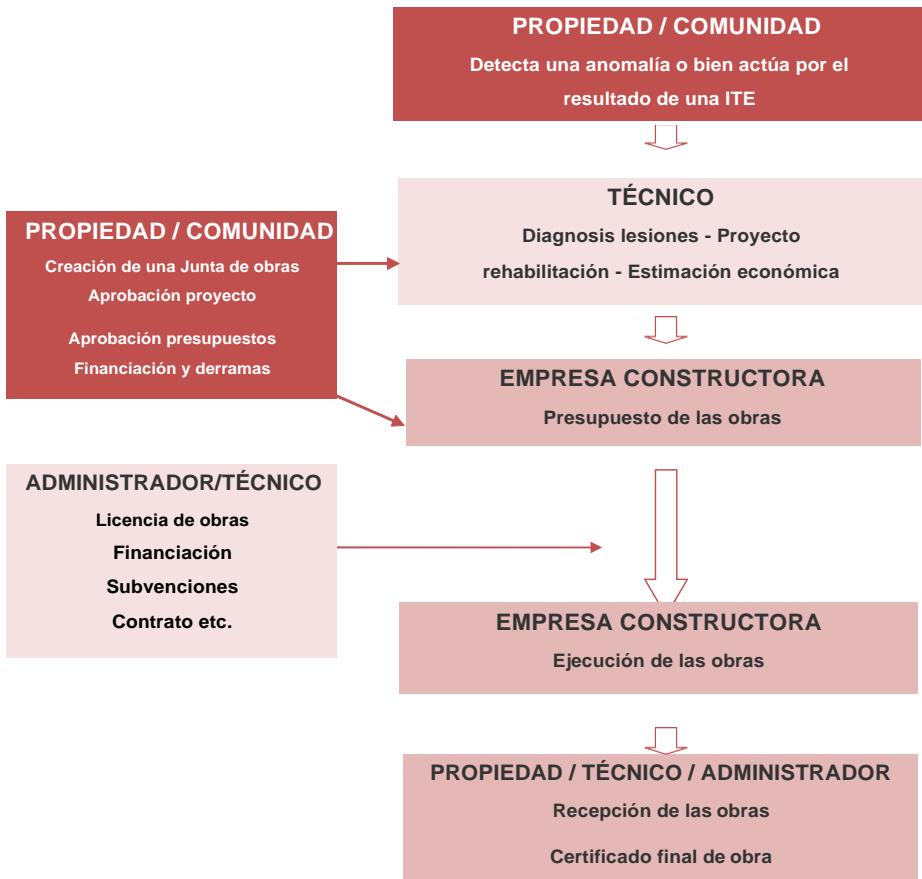 PROPIEDAD / COMUNIDAD
Detecta una anomalía o bien actúa por el
resultado de una ITE
TÉCNICO
Diagnosis lesiones - Proyecto
rehabilitación - Estimación económica
PROPIEDAD / COMUNIDAD
Creación de una Junta de obras
Aprobación proyecto
Aprobación presupuestos
Financiación y derramas
EMPRESA CONSTRUCTORA
Presupuesto de las obras
ADMINISTRADOR/TÉCNICO
Licencia de obras
Financiación
Subvenciones
Contrato etc.
EMPRESA CONSTRUCTORA
Ejecución de las obras
PROPIEDAD / TÉCNICO / ADMINISTRADOR
Recepción de las obras
Certificado final de obra